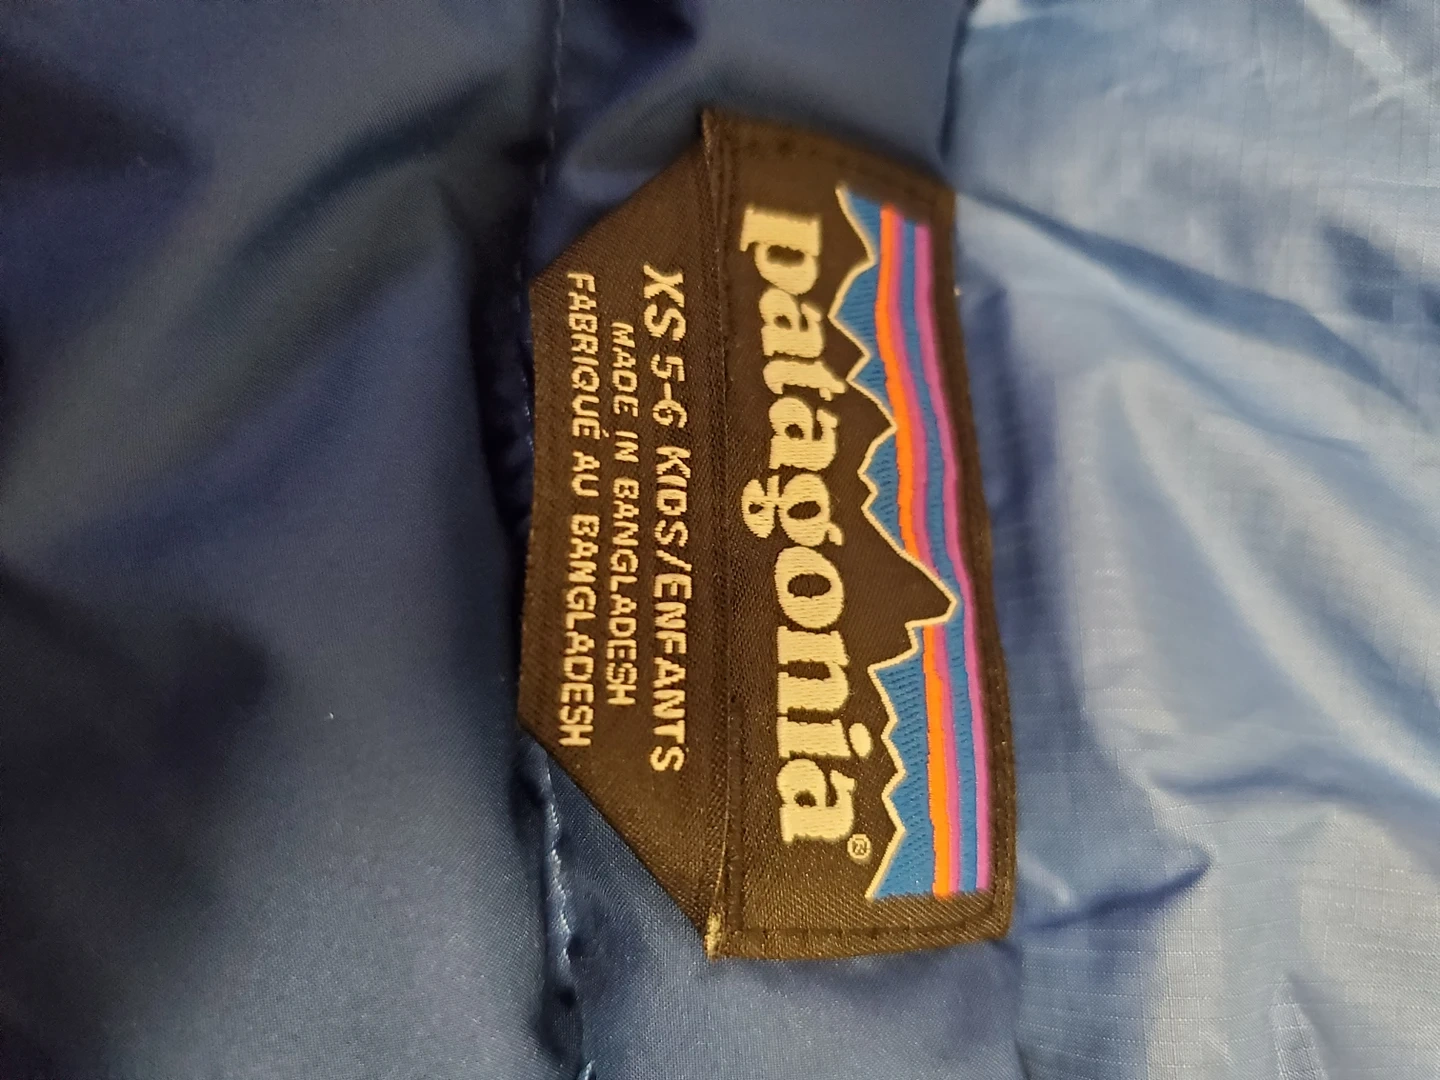 patagonia®
XS 5-6 KIDS/ENFANTS
MADE IN BANGLADESH
FABRIQUÉ AU BANGLADESH